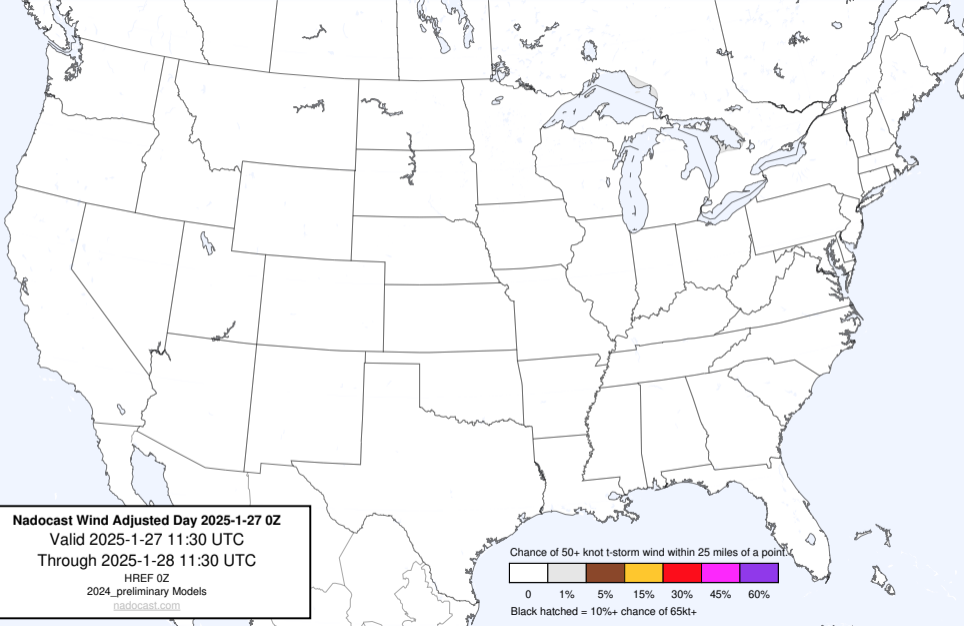 Nadocast Wind Adjusted Day 2025-1-27 0Z
Valid 2025-1-27 11:30 UTC
Through 2025-1-28 11:30 UTC
HREF 0Z
2024_preliminary Models
nadocast.com
Chance of 50+ knot t-storm wind within 25 miles of a point.
0 1% 5% 15% 30% 45% 60%
Black hatched = 10%+ chance of 65kt+